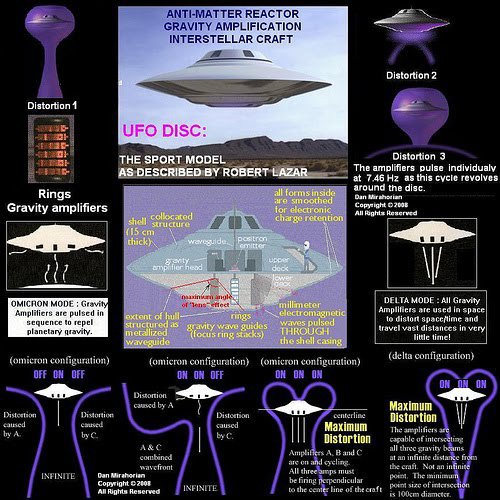 ANTI-MATTER REACTOR
GRAVITY AMPLIFICATION
INTERSTELLAR CRAFT
UFO DISC:
THE SPORT MODEL
AS DESCRIBED BY ROBERT LAZAR
Distortion 1
Rings
Gravity amplifiers
OMICRON MODE : Gravity
Amplifiers are pulsed in
sequence to repel
planetary gravity.
Distortion 2
Distortion 3
The amplifiers pulse individualy
at 7.46 Hz as this cycle revolves
around the disc.
Dan Mirahorian
Copyright © 2008
All Rights Reserved
DELTA MODE : All Gravity
Amplifiers are used in space
to distort space/time and
travel vast distances in very
little time!
all forms inside
are smoothed
for electronic
charge retention
collocated
structure
shell
(15 cm
thick)
waveguide
positron
emitter
gravity
amplifier head
upper
deck
lower
deck
maximum angle
of "lens" effect
extent of hull
structured as
metalized
waveguide
rings
gravity wave guides
(focus ring stacks)
millimeter
electromagnetic
waves pulsed
THROUGH
the shell casing
(omicron configuration)
OFF ON OFF
Distortion
caused by A.
Distortion
caused by C.
INFINITE
(omicron configuration)
ON ON OFF
Distortion
caused by A
Distortion
caused by C.
A & C
combined
wavefront
INFINITE
Dan Mirahorian
Copyright ©2008
All Rights Reserved
(omicron configuration)
ON ON ON
centerline
Maximum
Distortion
Amplifiers A, B and C
are on and cycling.
All three amps must
be firing perpendicular
to the center line of the craft
(delta configuration)
ON ON ON
Maximum
Distortion
The amplifiers are
capable of intersecting
all three gravity beams
at an infinite distance from
the craft. Not an infinite
point. The minimum
point size of intersection
is 100cm diameter.